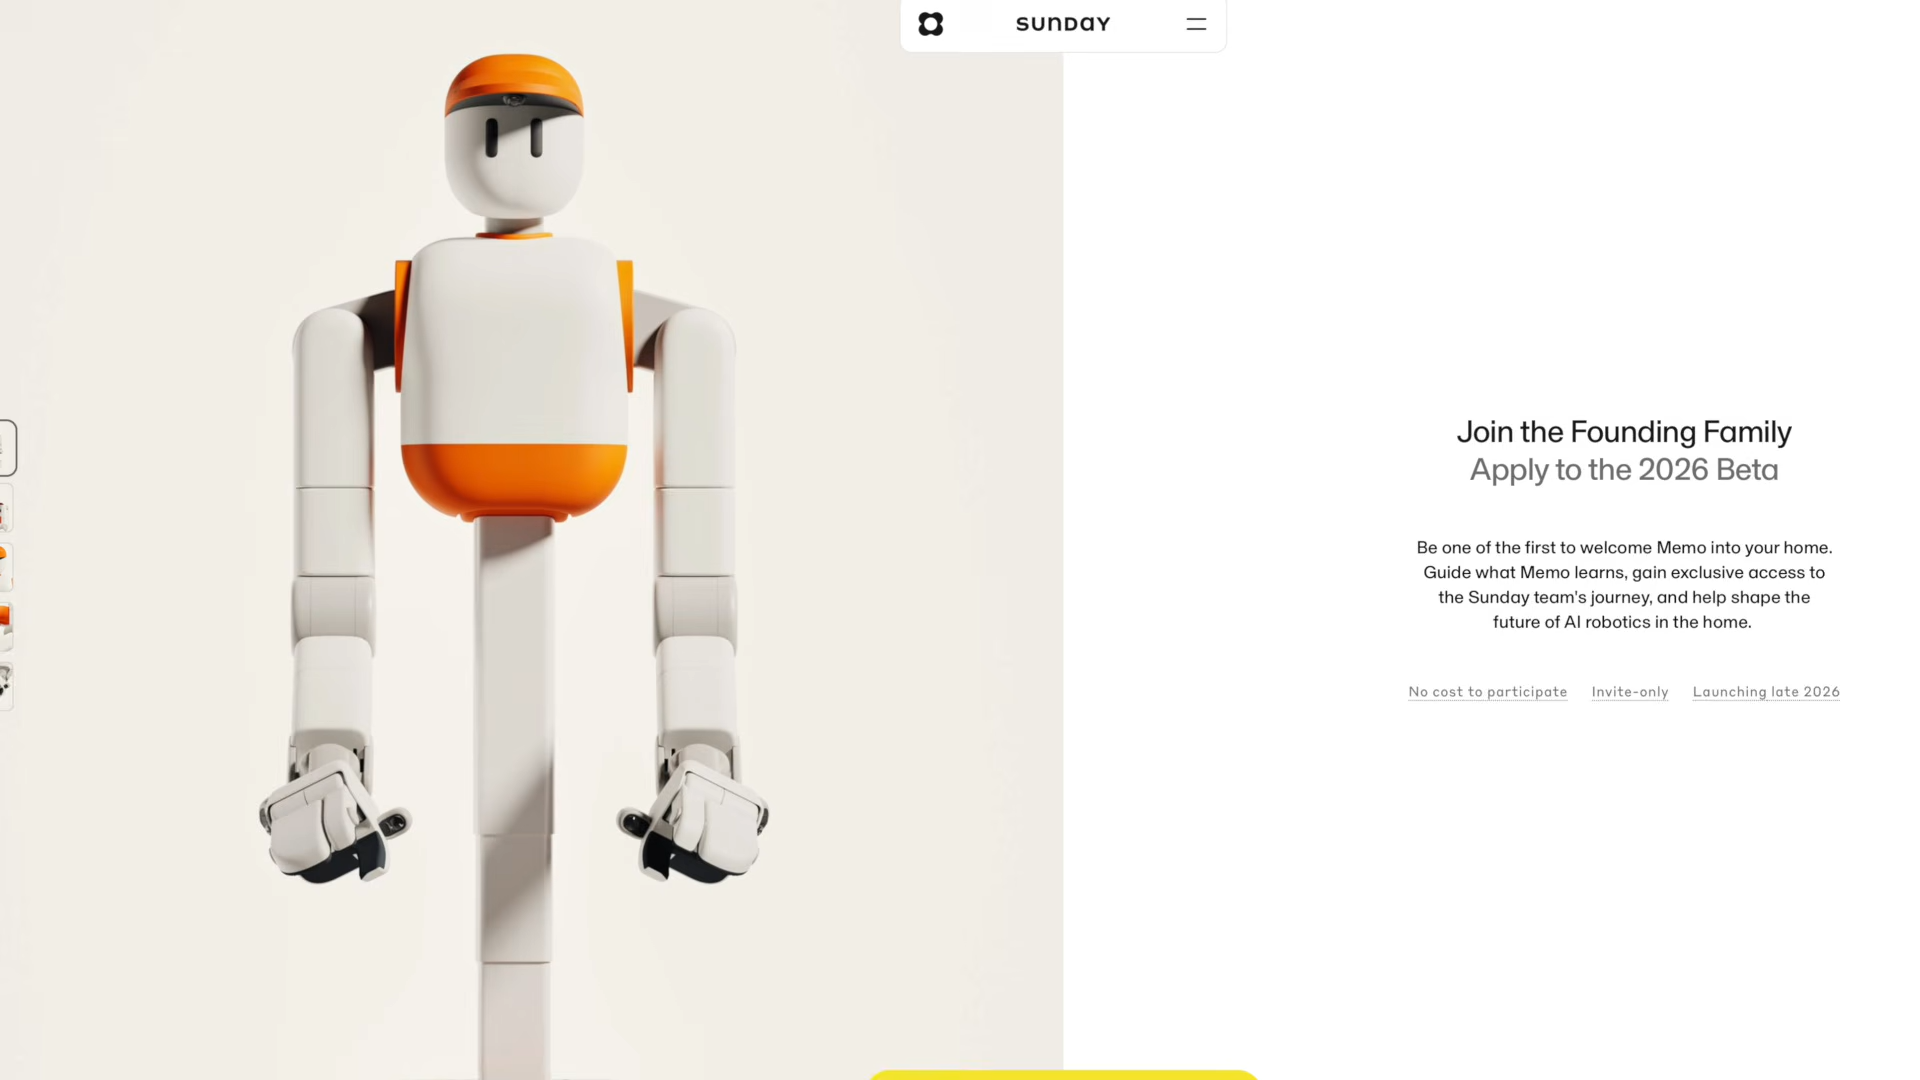 SUNDAY
Join the Founding Family
Apply to the 2026 Beta
Be one of the first to welcome Memo into your home.
Guide what Memo learns, gain exclusive access to
the Sunday team's journey, and help shape the
future of AI robotics in the home.
No cost to participate Invite-only Launching late 2026